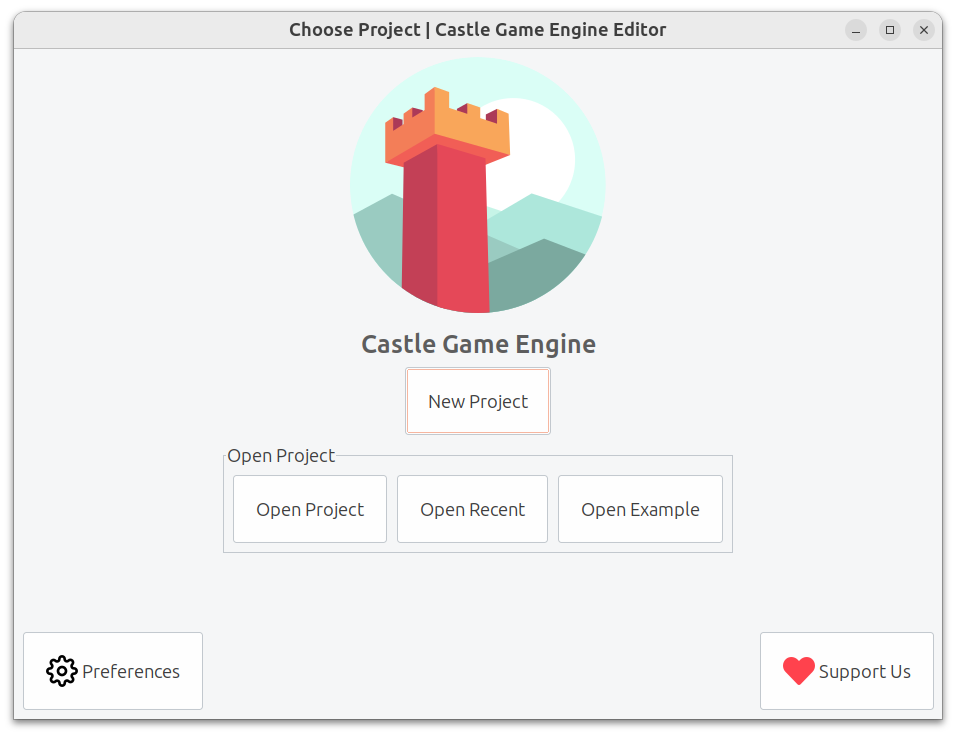 Choose Project | Castle Game Engine Editor
Castle Game Engine
New Project
Open Project
Open Project
Open Recent
Open Example
Preferences
Support Us